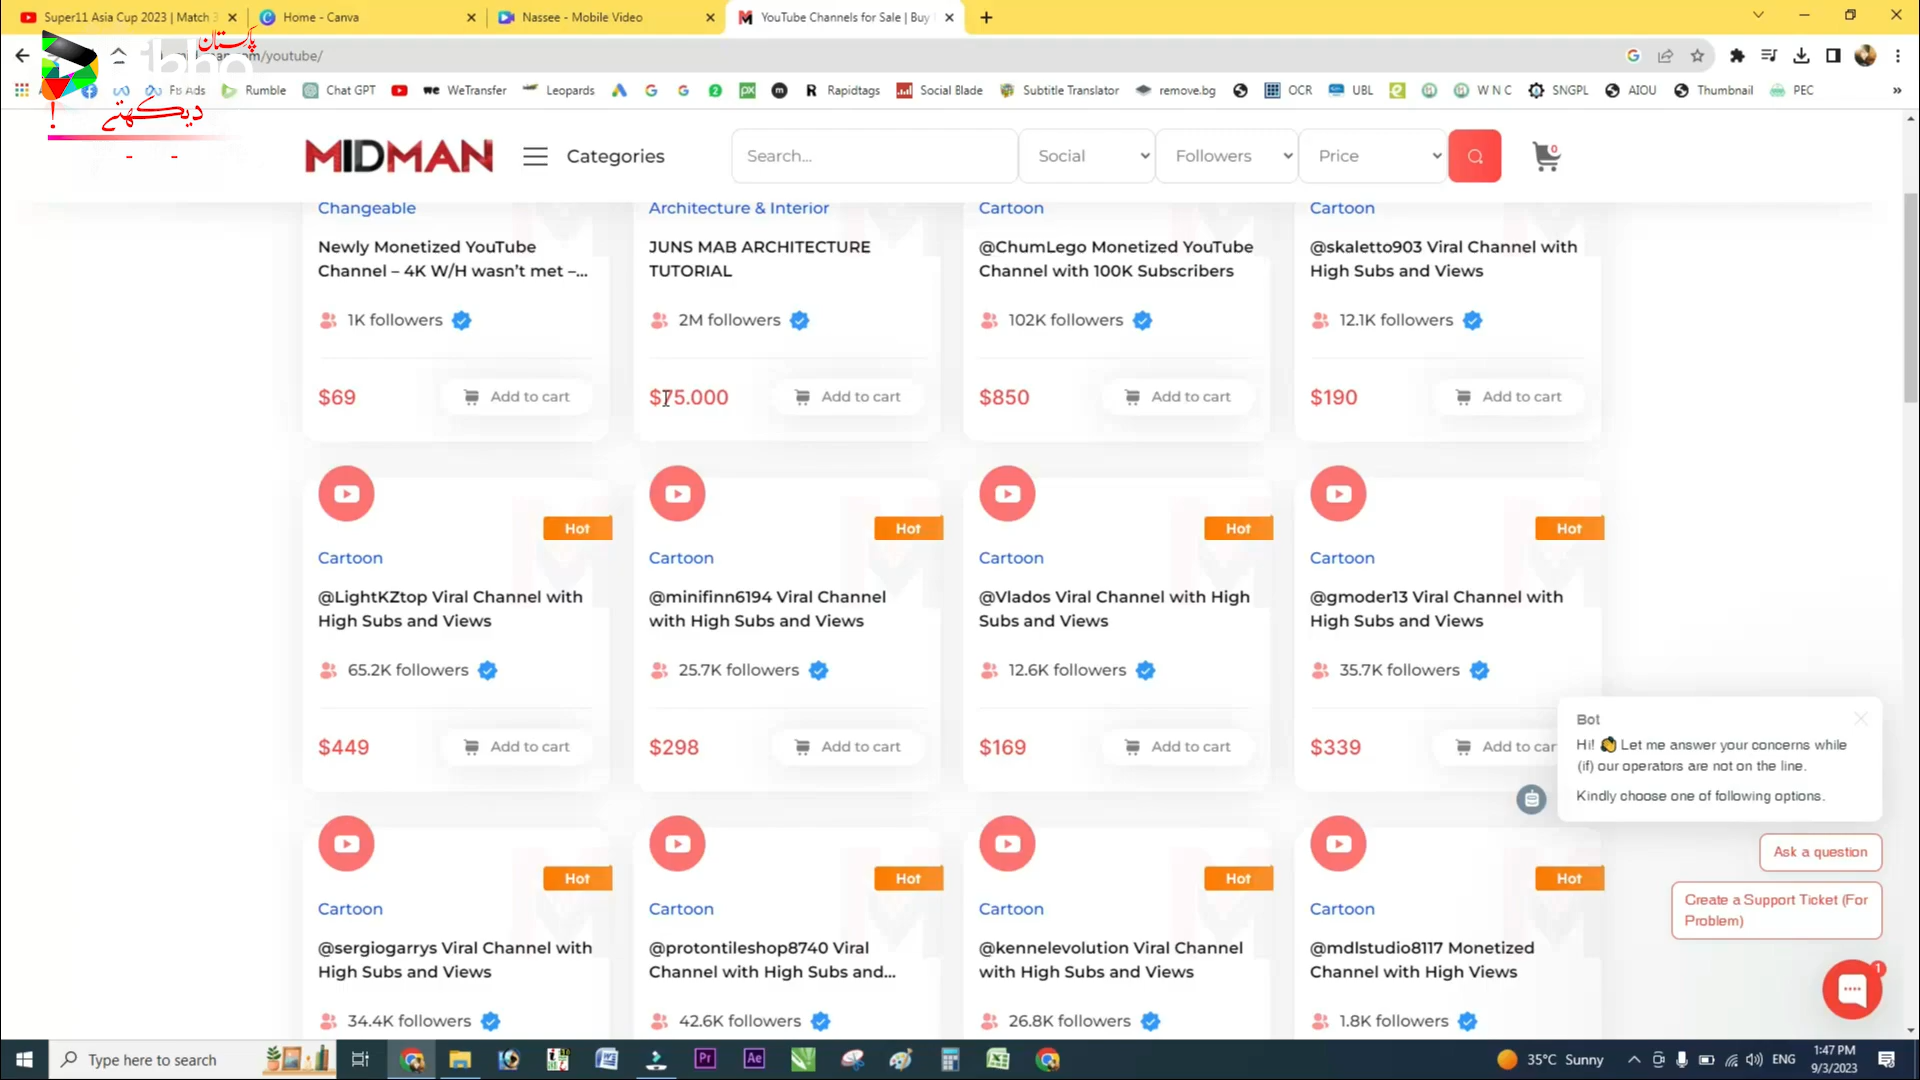 Super11 Asia Cup 2023 | Match 3
Home - Canva
Nassee - Mobile Video
YouTube Channels for Sale | Buy
man.com/youtube/
پاکستان
دیکھتے
!
FB Ads
Rumble
Chat GPT
we
WeTransfer
Leopards
Rapidtags
Social Blade
Subtitle Translator
remove.bg
OCR
UBL
W N C
SNGPL
AIOU
Thumbnail
PEC
»
MIDMAN
Categories
Search...
Social
Followers
Price
0
Changeable
Architecture & Interior
Cartoon
Cartoon
Newly Monetized YouTube
Channel – 4K W/H wasn’t met –...
JUNS MAB ARCHITECTURE
TUTORIAL
@ChumLego Monetized YouTube
Channel with 100K Subscribers
@skaletto903 Viral Channel with
High Subs and Views
1K followers
2M followers
102K followers
12.1K followers
$69
Add to cart
$75.000
Add to cart
$850
Add to cart
$190
Add to cart
Hot
Hot
Hot
Hot
Cartoon
Cartoon
Cartoon
Cartoon
@LightKZtop Viral Channel with
High Subs and Views
@minifinn6194 Viral Channel
with High Subs and Views
@Vlados Viral Channel with High
Subs and Views
@gmoder13 Viral Channel with
High Subs and Views
65.2K followers
25.7K followers
12.6K followers
35.7K followers
$449
Add to cart
$298
Add to cart
$169
Add to cart
$339
Add to car
Bot
Hi! Let me answer your concerns while
(if) our operators are not on the line.
Kindly choose one of following options.
Ask a question
Create a Support Ticket (For
Problem)
1
Hot
Hot
Hot
Hot
Cartoon
Cartoon
Cartoon
Cartoon
@sergiogarrys Viral Channel with
High Subs and Views
@protontileshop8740 Viral
Channel with High Subs and...
@kennelevolution Viral Channel
with High Subs and Views
@mdlstudio8117 Monetized
Channel with High Views
34.4K followers
42.6K followers
26.8K followers
1.8K followers
Type here to search
Pr
Ae
35°C Sunny
ENG
1:47 PM
9/3/2023